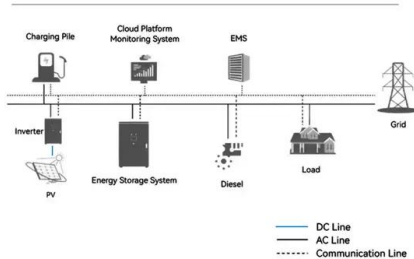 Charging Pile
Cloud Platform
Monitoring System
EMS
Grid
Inverter
PV
Energy Storage System
Diesel
Load
DC Line
AC Line
Communication Line